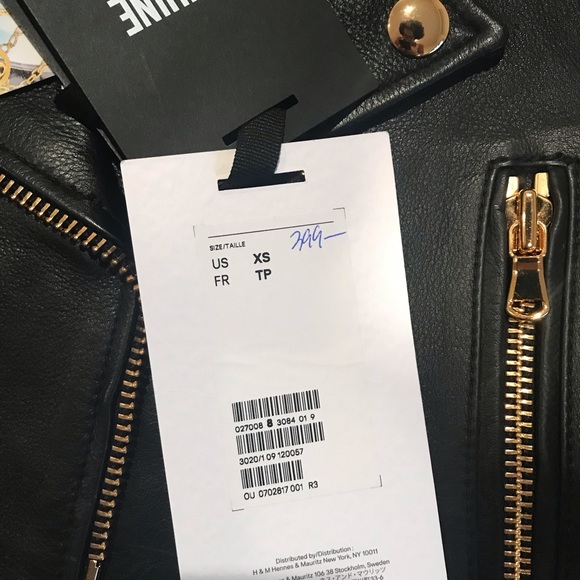 SIZE/TAILLE
299—
US XS
FR TP
027008 8 3084 01 9
3020/1 09 120057
OU 0702817 001 R3
Distributed by/Distribution :
H & M Hennes & Mauritz New York, NY 10011
Mauritz 106 38 Stockholm, Sweden